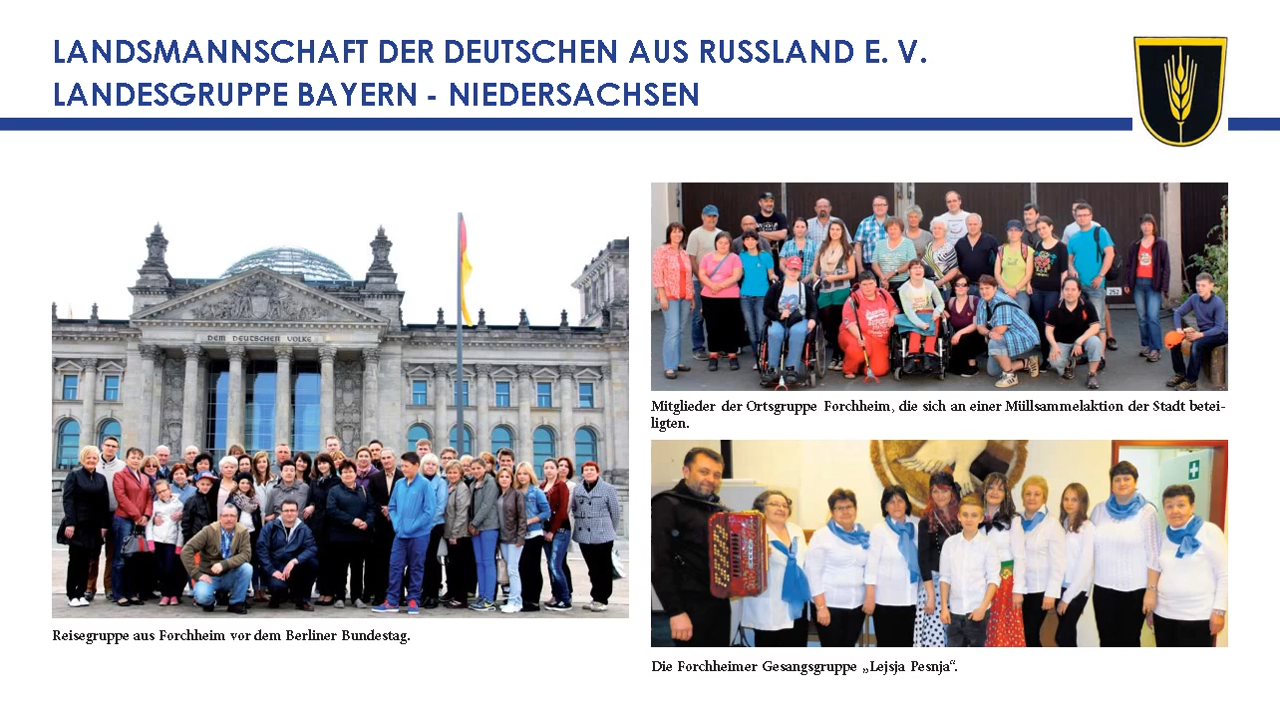 LANDSMANNSCHAFT DER DEUTSCHEN AUS RUSSLAND E. V.
LANDESGRUPPE BAYERN - NIEDERSACHSEN
DEM DEUTSCHEN VOLKE
Reisegruppe aus Forchheim vor dem Berliner Bundestag.
252
Mitglieder der Ortsgruppe Forchheim, die sich an einer Müllsammelaktion der Stadt betei-
ligten.
Die Forchheimer Gesangsgruppe „Lejsja Pesnja“.